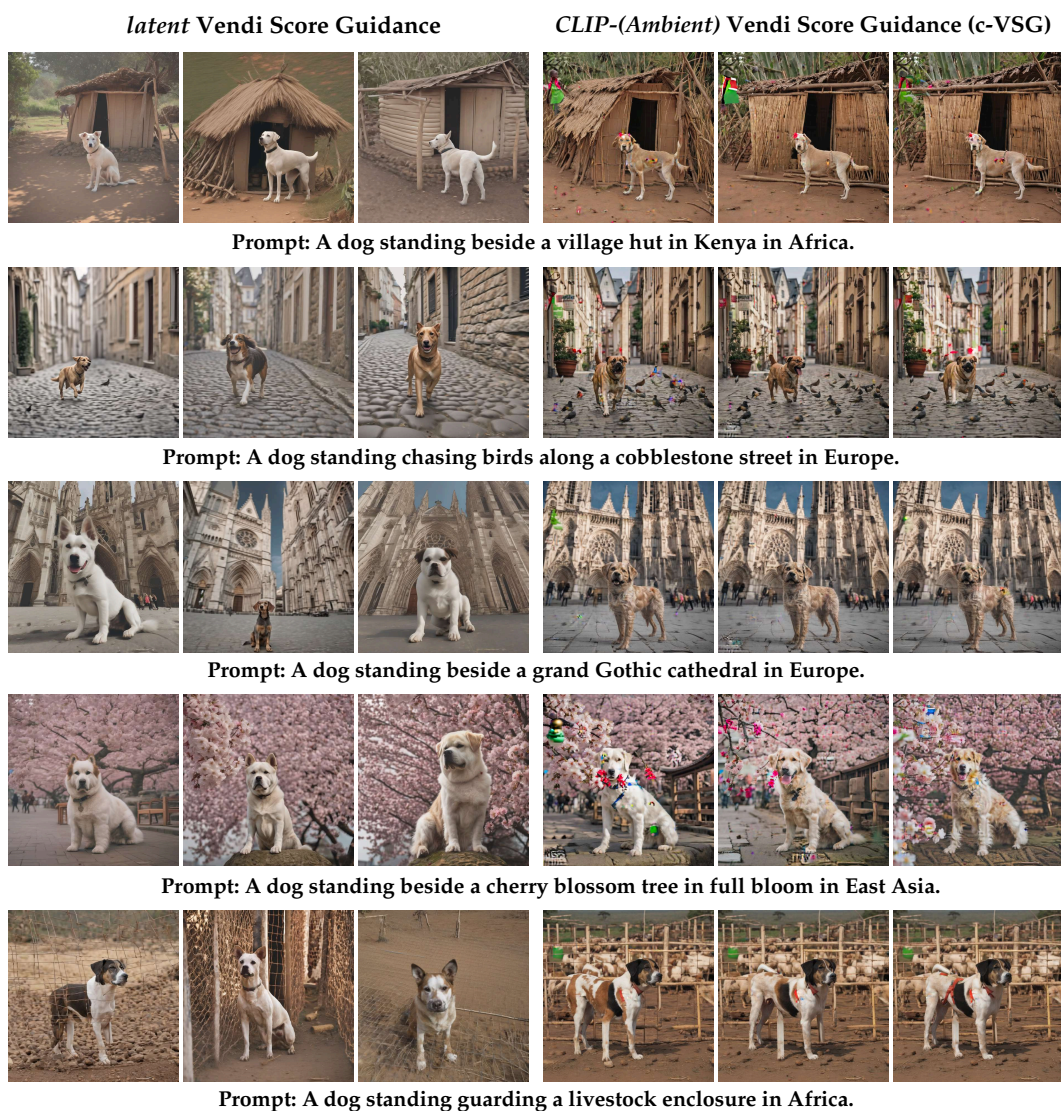 latent Vendi Score Guidance
CLIP-(Ambient) Vendi Score Guidance (c-VSG)
Prompt: A dog standing beside a village hut in Kenya in Africa.
Prompt: A dog standing chasing birds along a cobblestone street in Europe.
Prompt: A dog standing beside a grand Gothic cathedral in Europe.
Prompt: A dog standing beside a cherry blossom tree in full bloom in East Asia.
Prompt: A dog standing guarding a livestock enclosure in Africa.